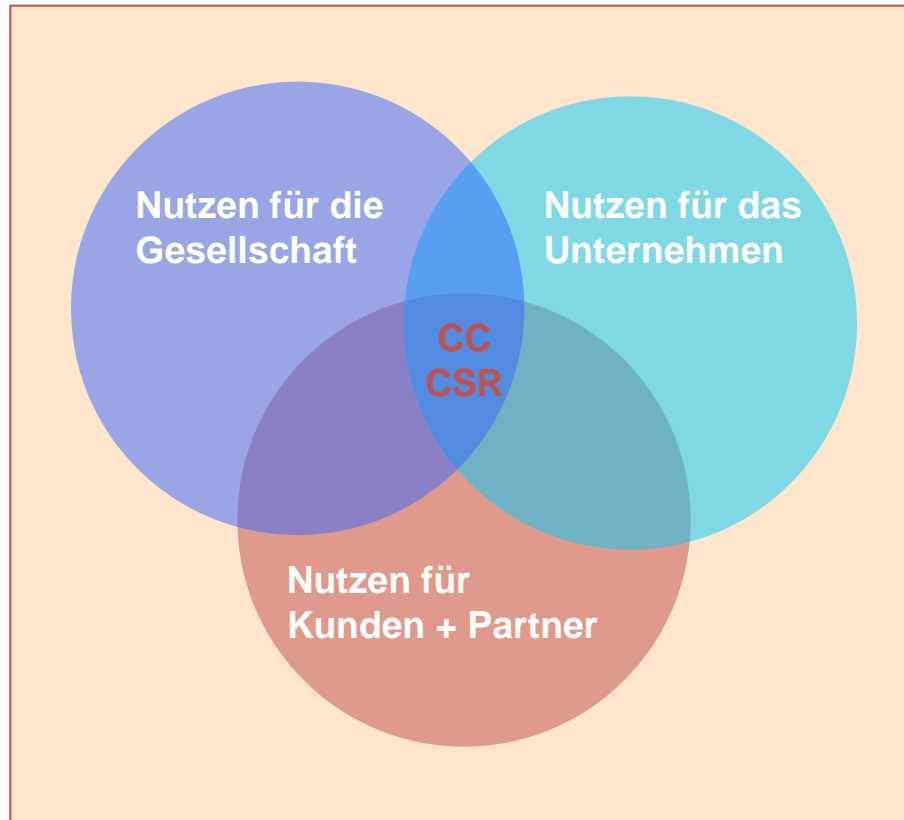 Nutzen für die
Gesellschaft
Nutzen für das
Unternehmen
CC
CSR
Nutzen für
Kunden + Partner